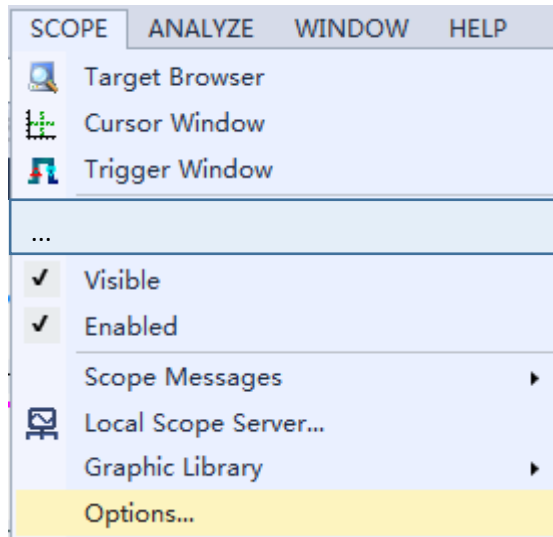 SCOPE ANALYZE WINDOW HELP
Target Browser
Cursor Window
Trigger Window
...
Visible
Enabled
Scope Messages
Local Scope Server...
Graphic Library
Options...